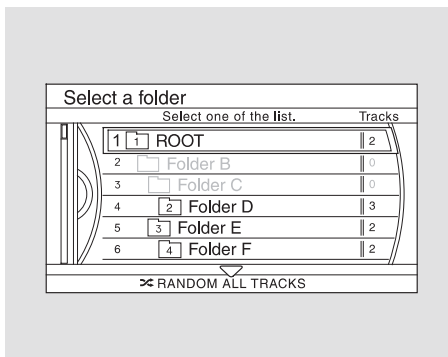 Select a folder
Select one of the list. Tracks
1 1 ROOT 2
2 Folder B 0
3 Folder C 0
4 2 Folder D 3
5 3 Folder E 2
6 4 Folder F 2
RANDOM ALL TRACKS